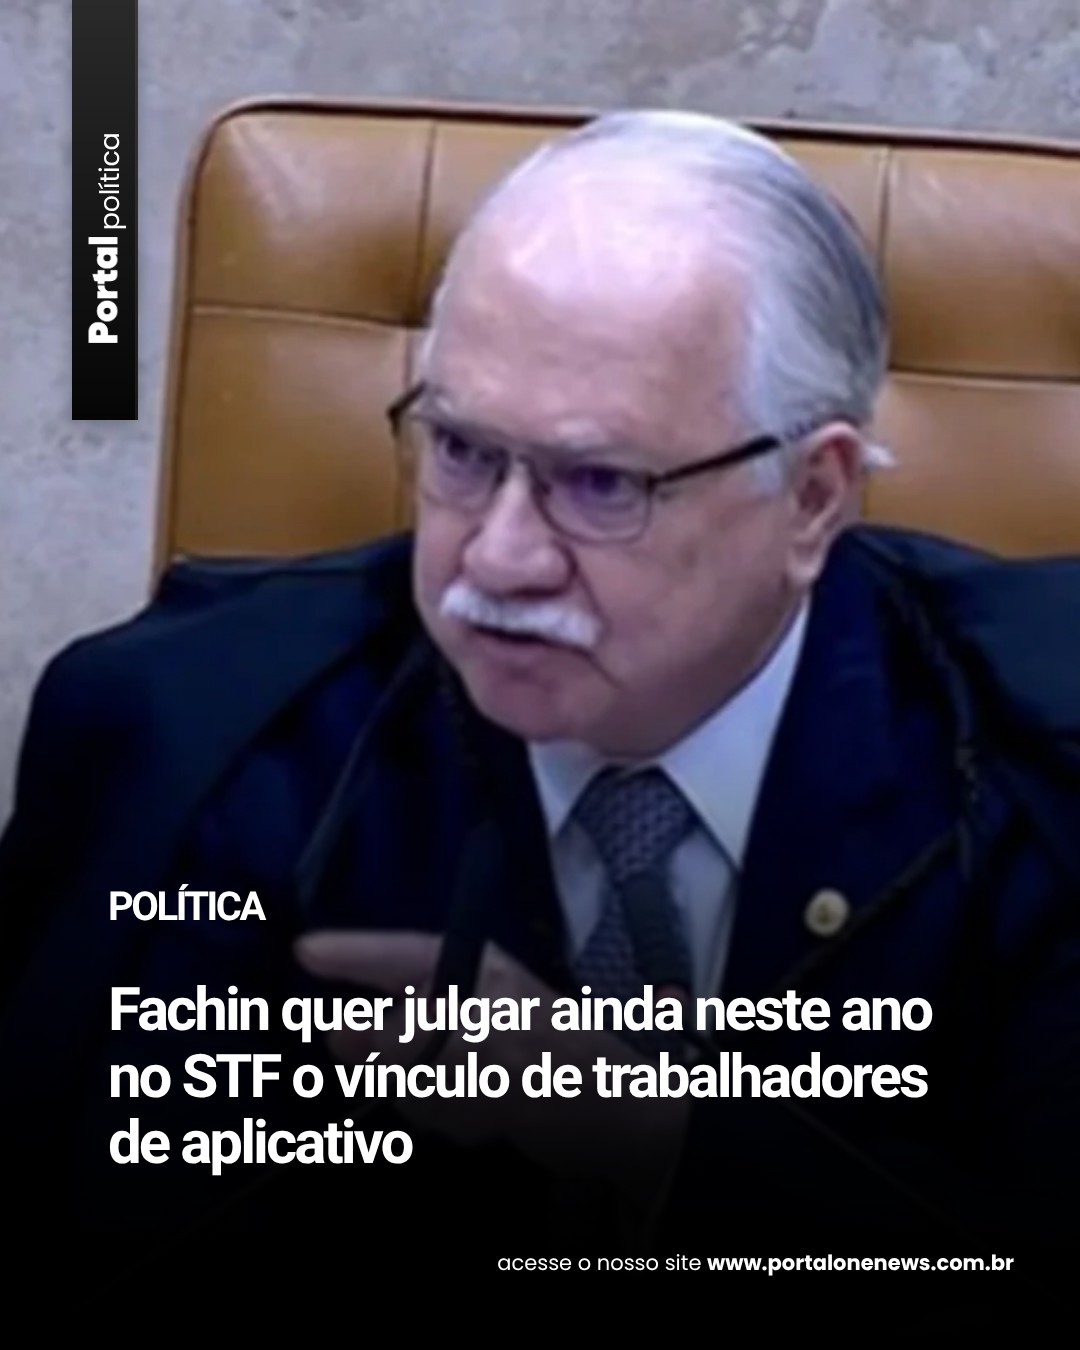 Portal política
POLÍTICA
Fachin quer julgar ainda neste ano
no STF o vínculo de trabalhadores
de aplicativo
acesse o nosso site www.portalonenews.com.br